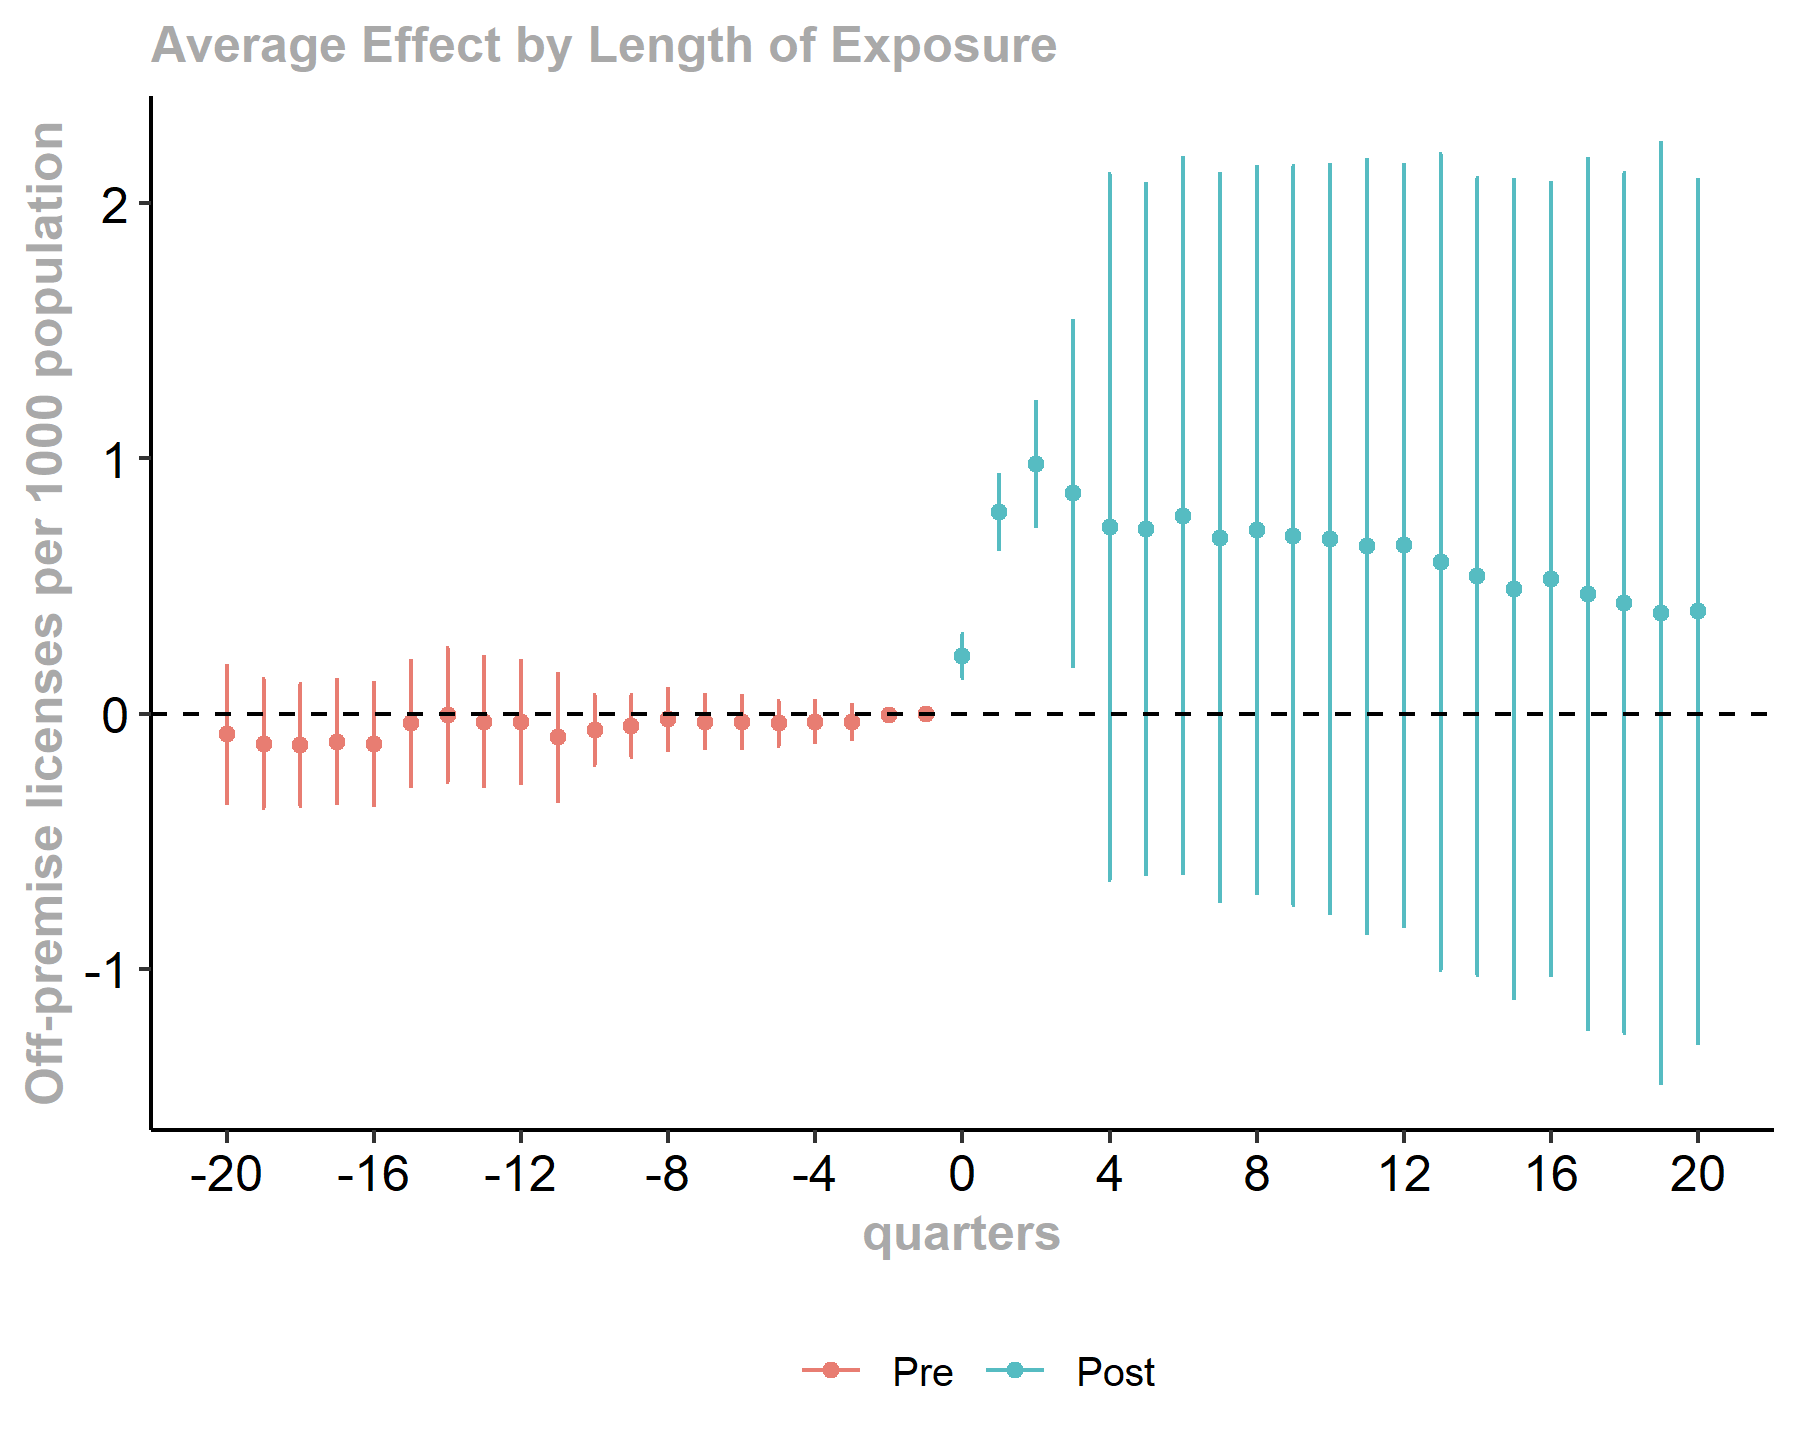 Average Effect by Length of Exposure
Off-premise licenses per 1000 population
2
1
0
-1
-20 -16 -12 -8 -4 0 4 8 12 16 20
quarters
Pre Post